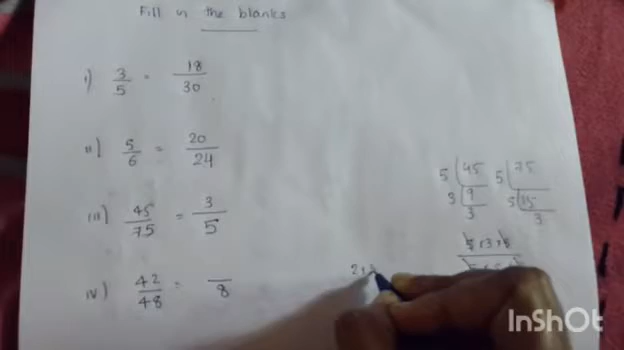 Fill in the blanks
i) 3/5 = 18/30
ii) 5/6 = 20/24
iii) 45/75 = 3/5
iv) 42/48 = /8
5 45
3 9
3
5 75
5 15
3
2
InShOt